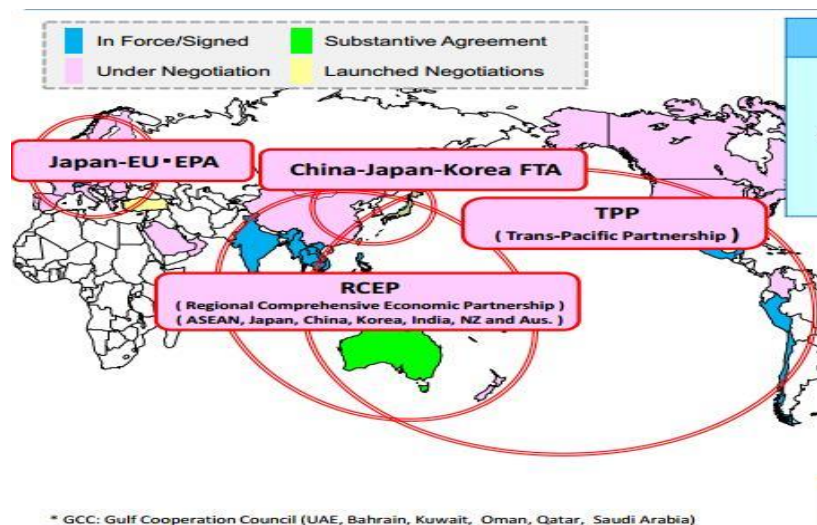 In Force/Signed
Substantive Agreement
Under Negotiation
Launched Negotiations
Japan-EU・EPA
China-Japan-Korea FTA
TPP
( Trans-Pacific Partnership )
RCEP
( Regional Comprehensive Economic Partnership )
( ASEAN, Japan, China, Korea, India, NZ and Aus. )
* GCC: Gulf Cooperation Council (UAE, Bahrain, Kuwait, Oman, Qatar, Saudi Arabia)